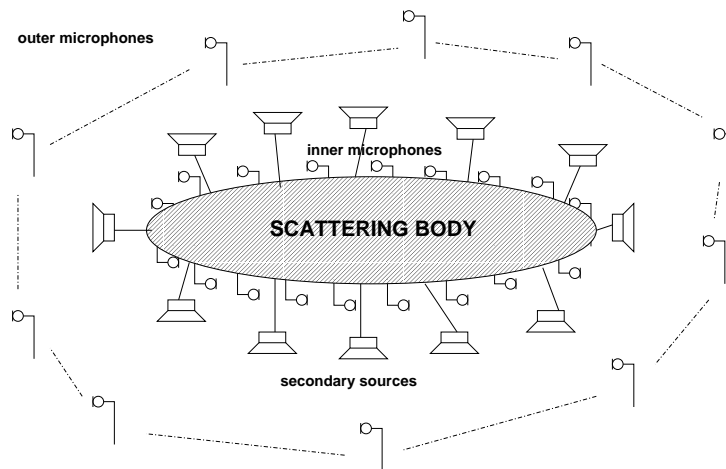 outer microphones
inner microphones
SCATTERING BODY
secondary sources